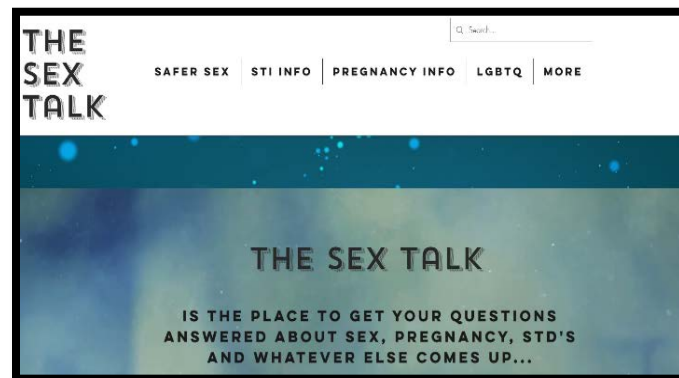 THE
SEX
TALK
Search...
SAFER SEX
STI INFO
PREGNANCY INFO
LGBTQ
MORE
THE SEX TALK
IS THE PLACE TO GET YOUR QUESTIONS
ANSWERED ABOUT SEX, PREGNANCY, STD'S
AND WHATEVER ELSE COMES UP...